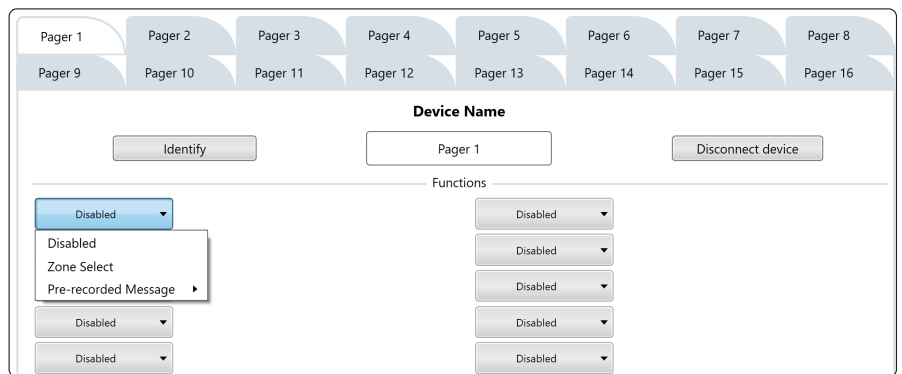 Pager 1 Pager 2 Pager 3 Pager 4 Pager 5 Pager 6 Pager 7 Pager 8
Pager 9 Pager 10 Pager 11 Pager 12 Pager 13 Pager 14 Pager 15 Pager 16
Device Name
Identify Pager 1 Disconnect device
Functions
Disabled Disabled
Disabled Disabled
Zone Select
Pre-recorded Message Disabled
Disabled Disabled
Disabled Disabled